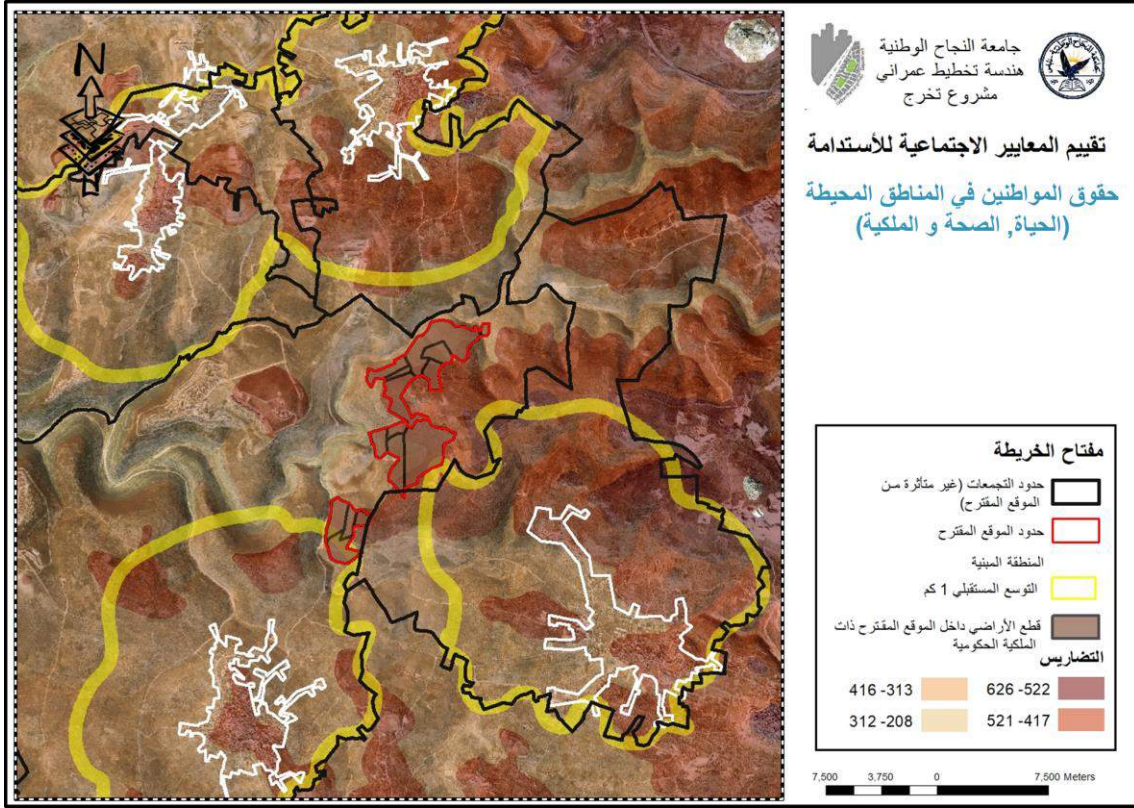 جامعة النجاح الوطنية
هندسة تخطيط عمراني
مشروع تخرج
تقييم المعايير الاجتماعية للأستدامة
حقوق المواطنين في المناطق المحيطة
(الحياة, الصحة و الملكية)
N
مفتاح الخريطة
حدود التجمعات (غير متأثرة من
الموقع المقترح)
حدود الموقع المقترح
المنطقة المبنية
التوسع المستقبلي 1 كم
قطع الأراضي داخل الموقع المقترح ذات
الملكية الحكومية
التضاريس
626 -522 416 -313
521 -417 312 -208
7,500 3,750 0 7,500 Meters